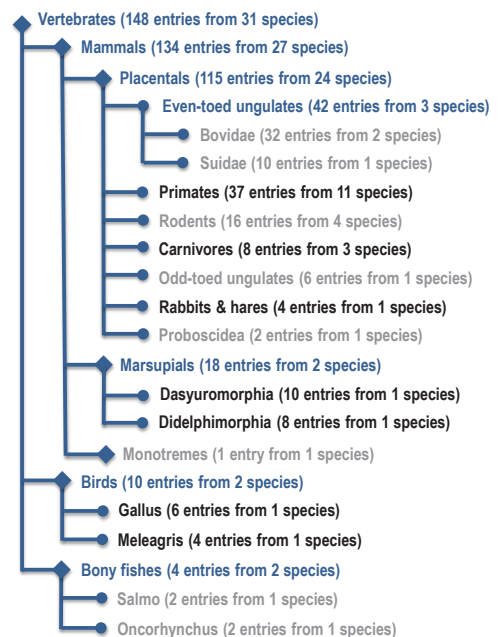 Vertebrates (148 entries from 31 species)
Mammals (134 entries from 27 species)
Placentals (115 entries from 24 species)
Even-toed ungulates (42 entries from 3 species)
Bovidae (32 entries from 2 species)
Suidae (10 entries from 1 species)
Primates (37 entries from 11 species)
Rodents (16 entries from 4 species)
Carnivores (8 entries from 3 species)
Odd-toed ungulates (6 entries from 1 species)
Rabbits & hares (4 entries from 1 species)
Proboscidea (2 entries from 1 species)
Marsupials (18 entries from 2 species)
Dasyuromorphia (10 entries from 1 species)
Didelphimorphia (8 entries from 1 species)
Monotremes (1 entry from 1 species)
Birds (10 entries from 2 species)
Gallus (6 entries from 1 species)
Meleagris (4 entries from 1 species)
Bony fishes (4 entries from 2 species)
Salmo (2 entries from 1 species)
Oncorhynchus (2 entries from 1 species)